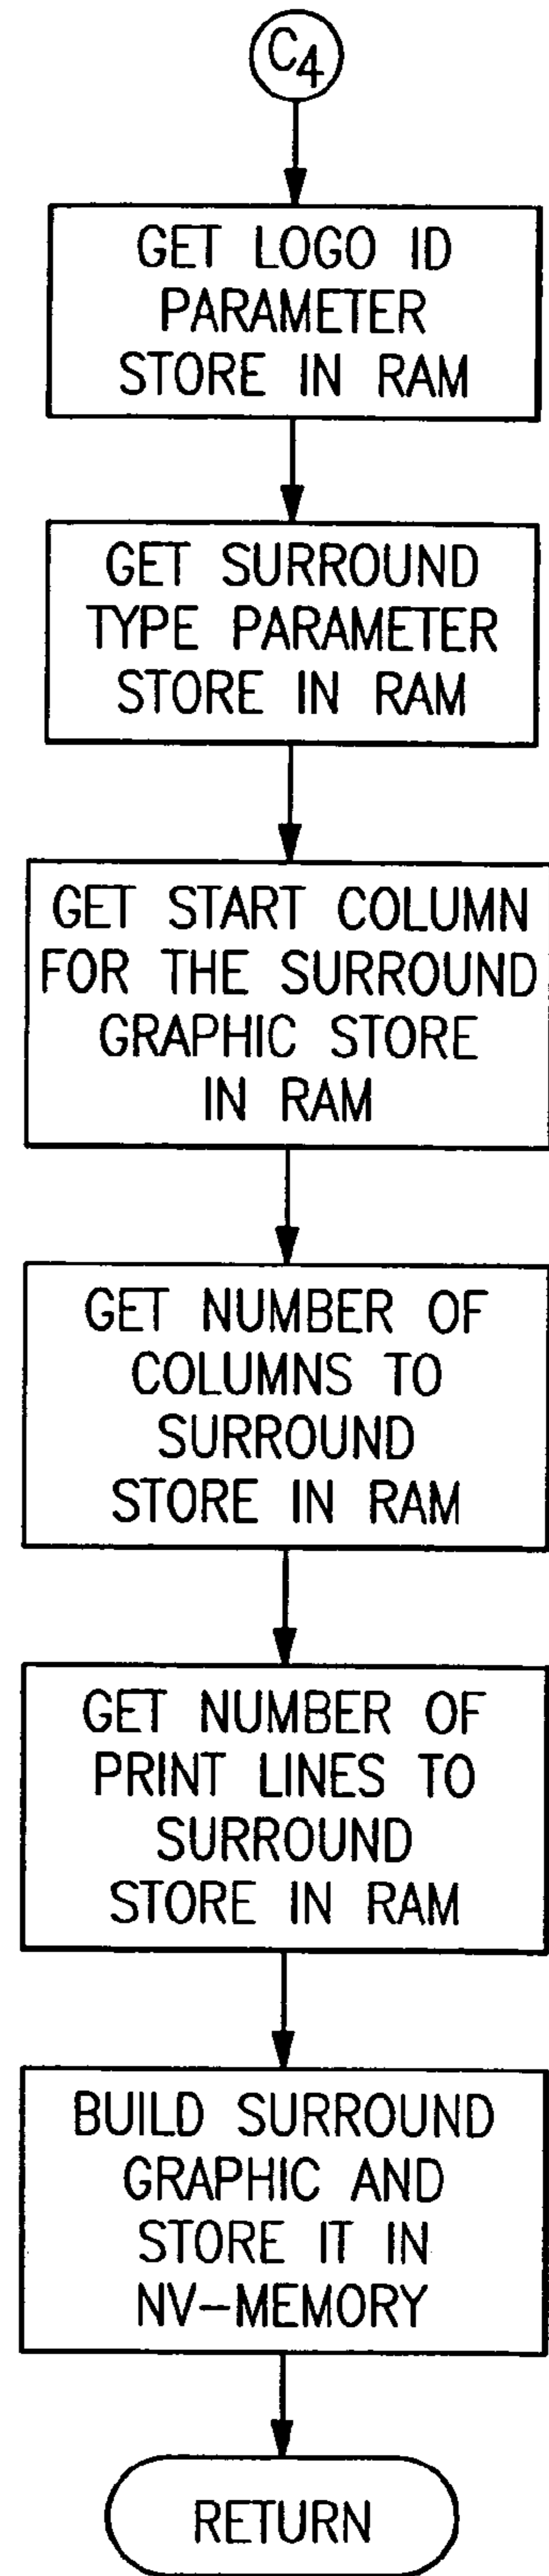 C4
GET LOGO ID
PARAMETER
STORE IN RAM
GET SURROUND
TYPE PARAMETER
STORE IN RAM
GET START COLUMN
FOR THE SURROUND
GRAPHIC STORE
IN RAM
GET NUMBER OF
COLUMNS TO
SURROUND
STORE IN RAM
GET NUMBER OF
PRINT LINES TO
SURROUND
STORE IN RAM
BUILD SURROUND
GRAPHIC AND
STORE IT IN
NV-MEMORY
RETURN